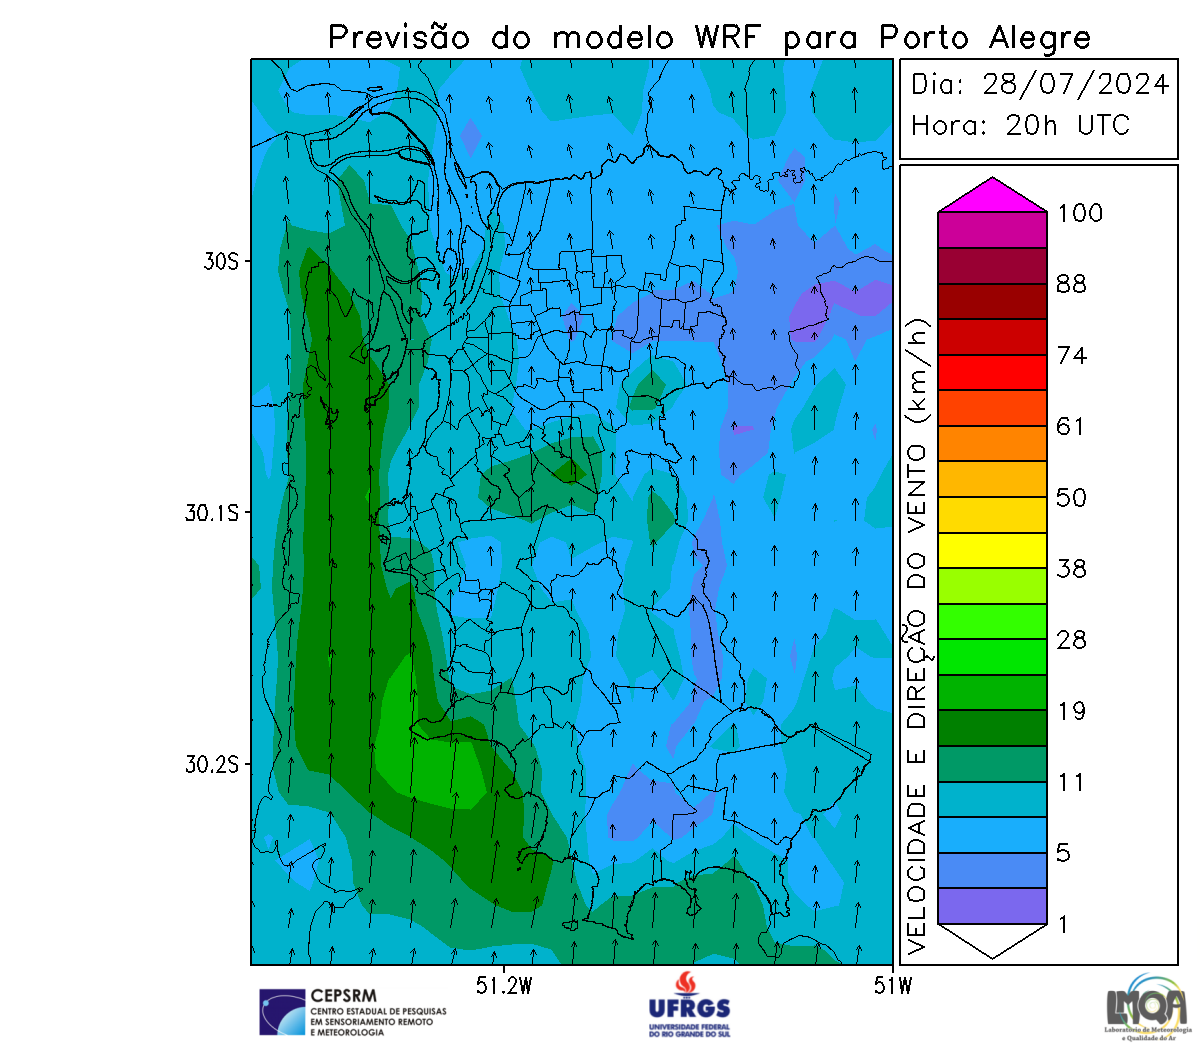 Previsão do modelo WRF para Porto Alegre
Dia: 28/07/2024
Hora: 20h UTC
30S
30.1S
30.2S
51.2W
51W
VELOCIDADE E DIREÇÃO DO VENTO (km/h)
100
88
74
61
50
38
28
19
11
5
1
CEPSRM
CENTRO ESTADUAL DE PESQUISAS
EM SENSORIAMENTO REMOTO
E METEOROLOGIA
UFRGS
UNIVERSIDADE FEDERAL
DO RIO GRANDE DO SUL
LMQA
Laboratório de Meteorologia
e Qualidade do Ar